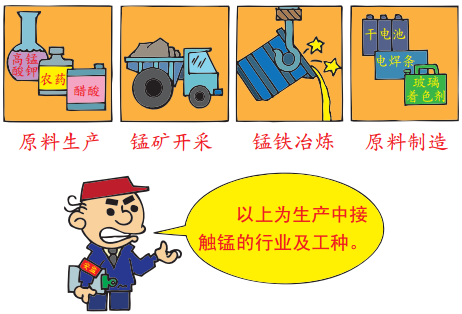 高锰
酸钾
农药
醋酸
干电池
电焊条
玻璃
着色剂
原料生产
锰矿开采
锰铁冶炼
原料制造
以上为生产中接
触锰的行业及工种。
安监